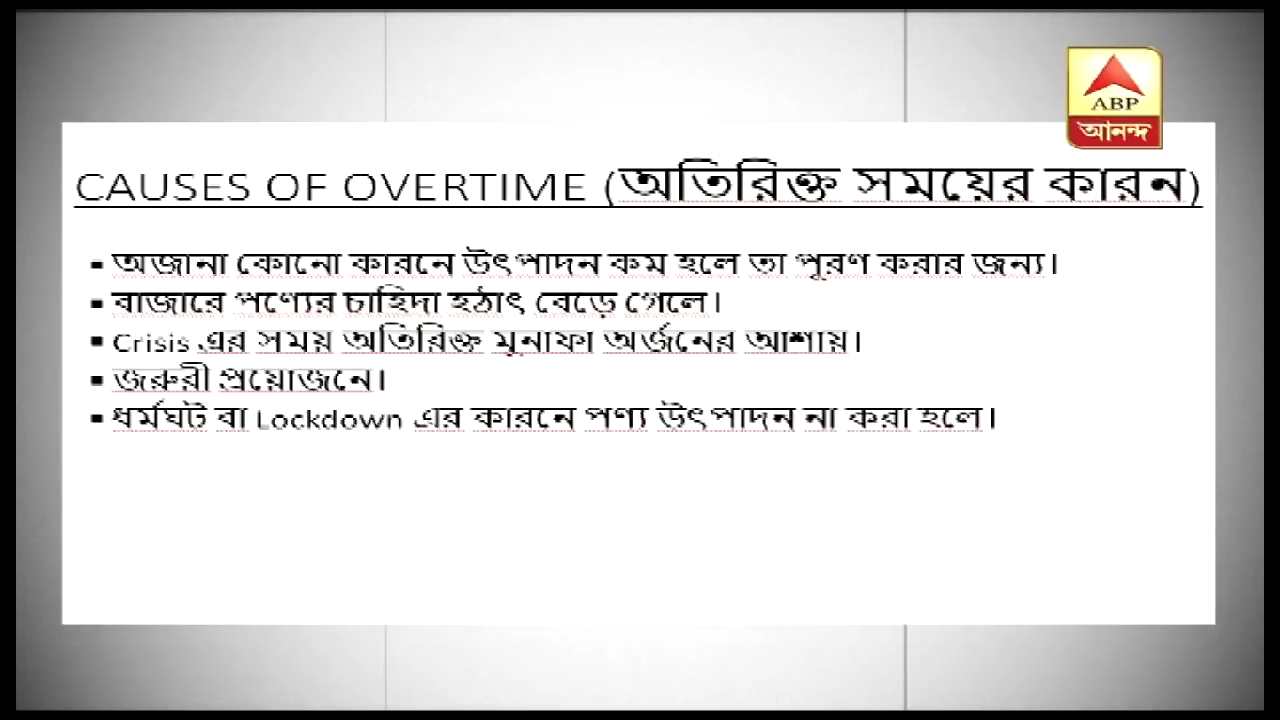 ABP
আনন্দ
CAUSES OF OVERTIME (অতিরিক্ত সময়ের কারন)
▪ অজানা কোনো কারনে উৎপাদন কম হলে তা পুরণ করার জন্য।
▪ বাজারে পণ্যের চাহিদা হঠাৎ বেড়ে গেলে।
▪ Crisis এর সময় অতিরিক্ত মুনাফা অর্জনের আশায়।
▪ জরুরী প্রয়োজনে।
▪ ধর্মঘট বা Lockdown এর কারনে পণ্য উৎপাদন না করা হলে।